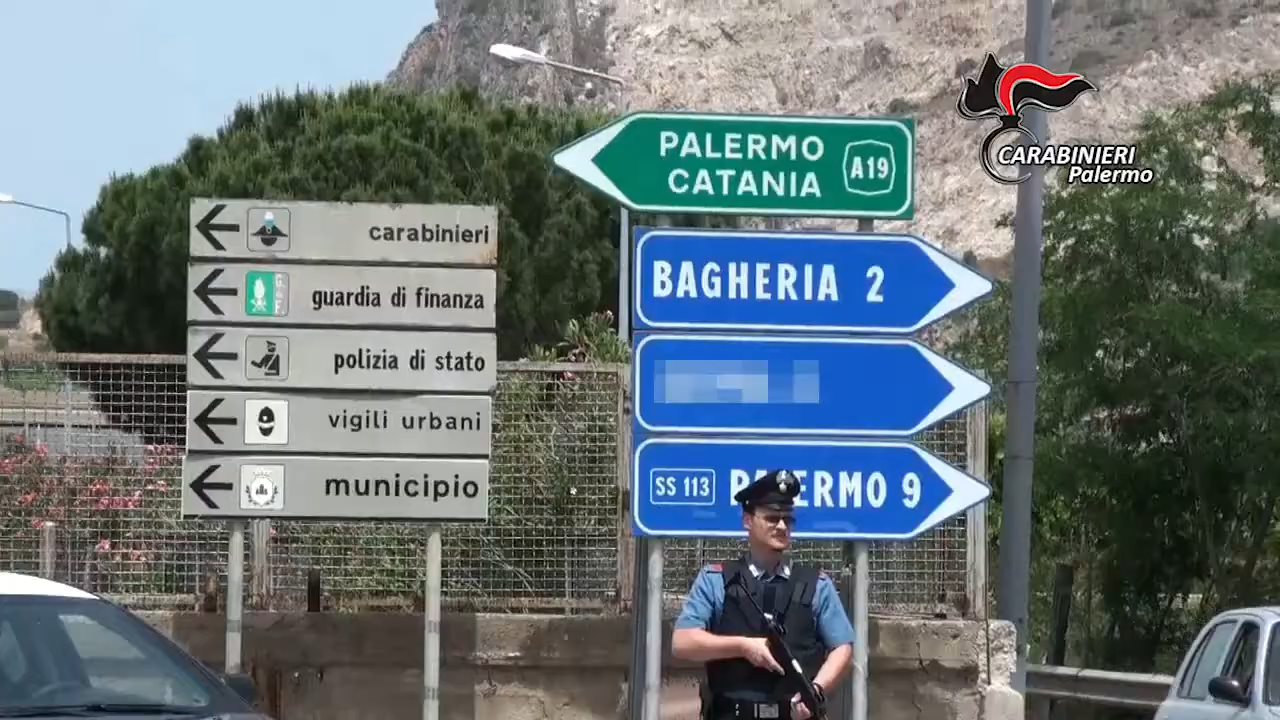 CARABINIERI
Palermo
PALERMO
CATANIA
A19
carabinieri
guardia di finanza
polizia di stato
vigili urbani
municipio
BAGHERIA 2
SS 113 PALERMO 9